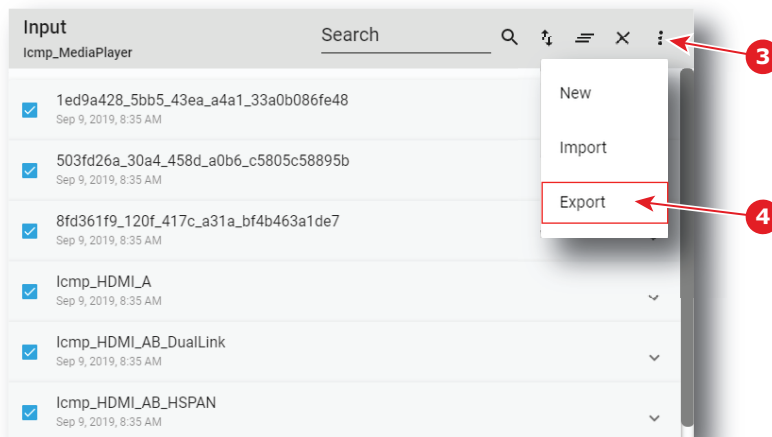 Input
Icmp_MediaPlayer
Search
3
New
Import
Export
4
1ed9a428_5bb5_43ea_a4a1_33a0b086fe48
Sep 9, 2019, 8:35 AM
503fd26a_30a4_458d_a0b6_c5805c58895b
Sep 9, 2019, 8:35 AM
8fd361f9_120f_417c_a31a_bf4b463a1de7
Sep 9, 2019, 8:35 AM
Icmp_HDMI_A
Sep 9, 2019, 8:35 AM
Icmp_HDMI_AB_DualLink
Sep 9, 2019, 8:35 AM
Icmp_HDMI_AB_HSPAN
Sep 9, 2019, 8:35 AM